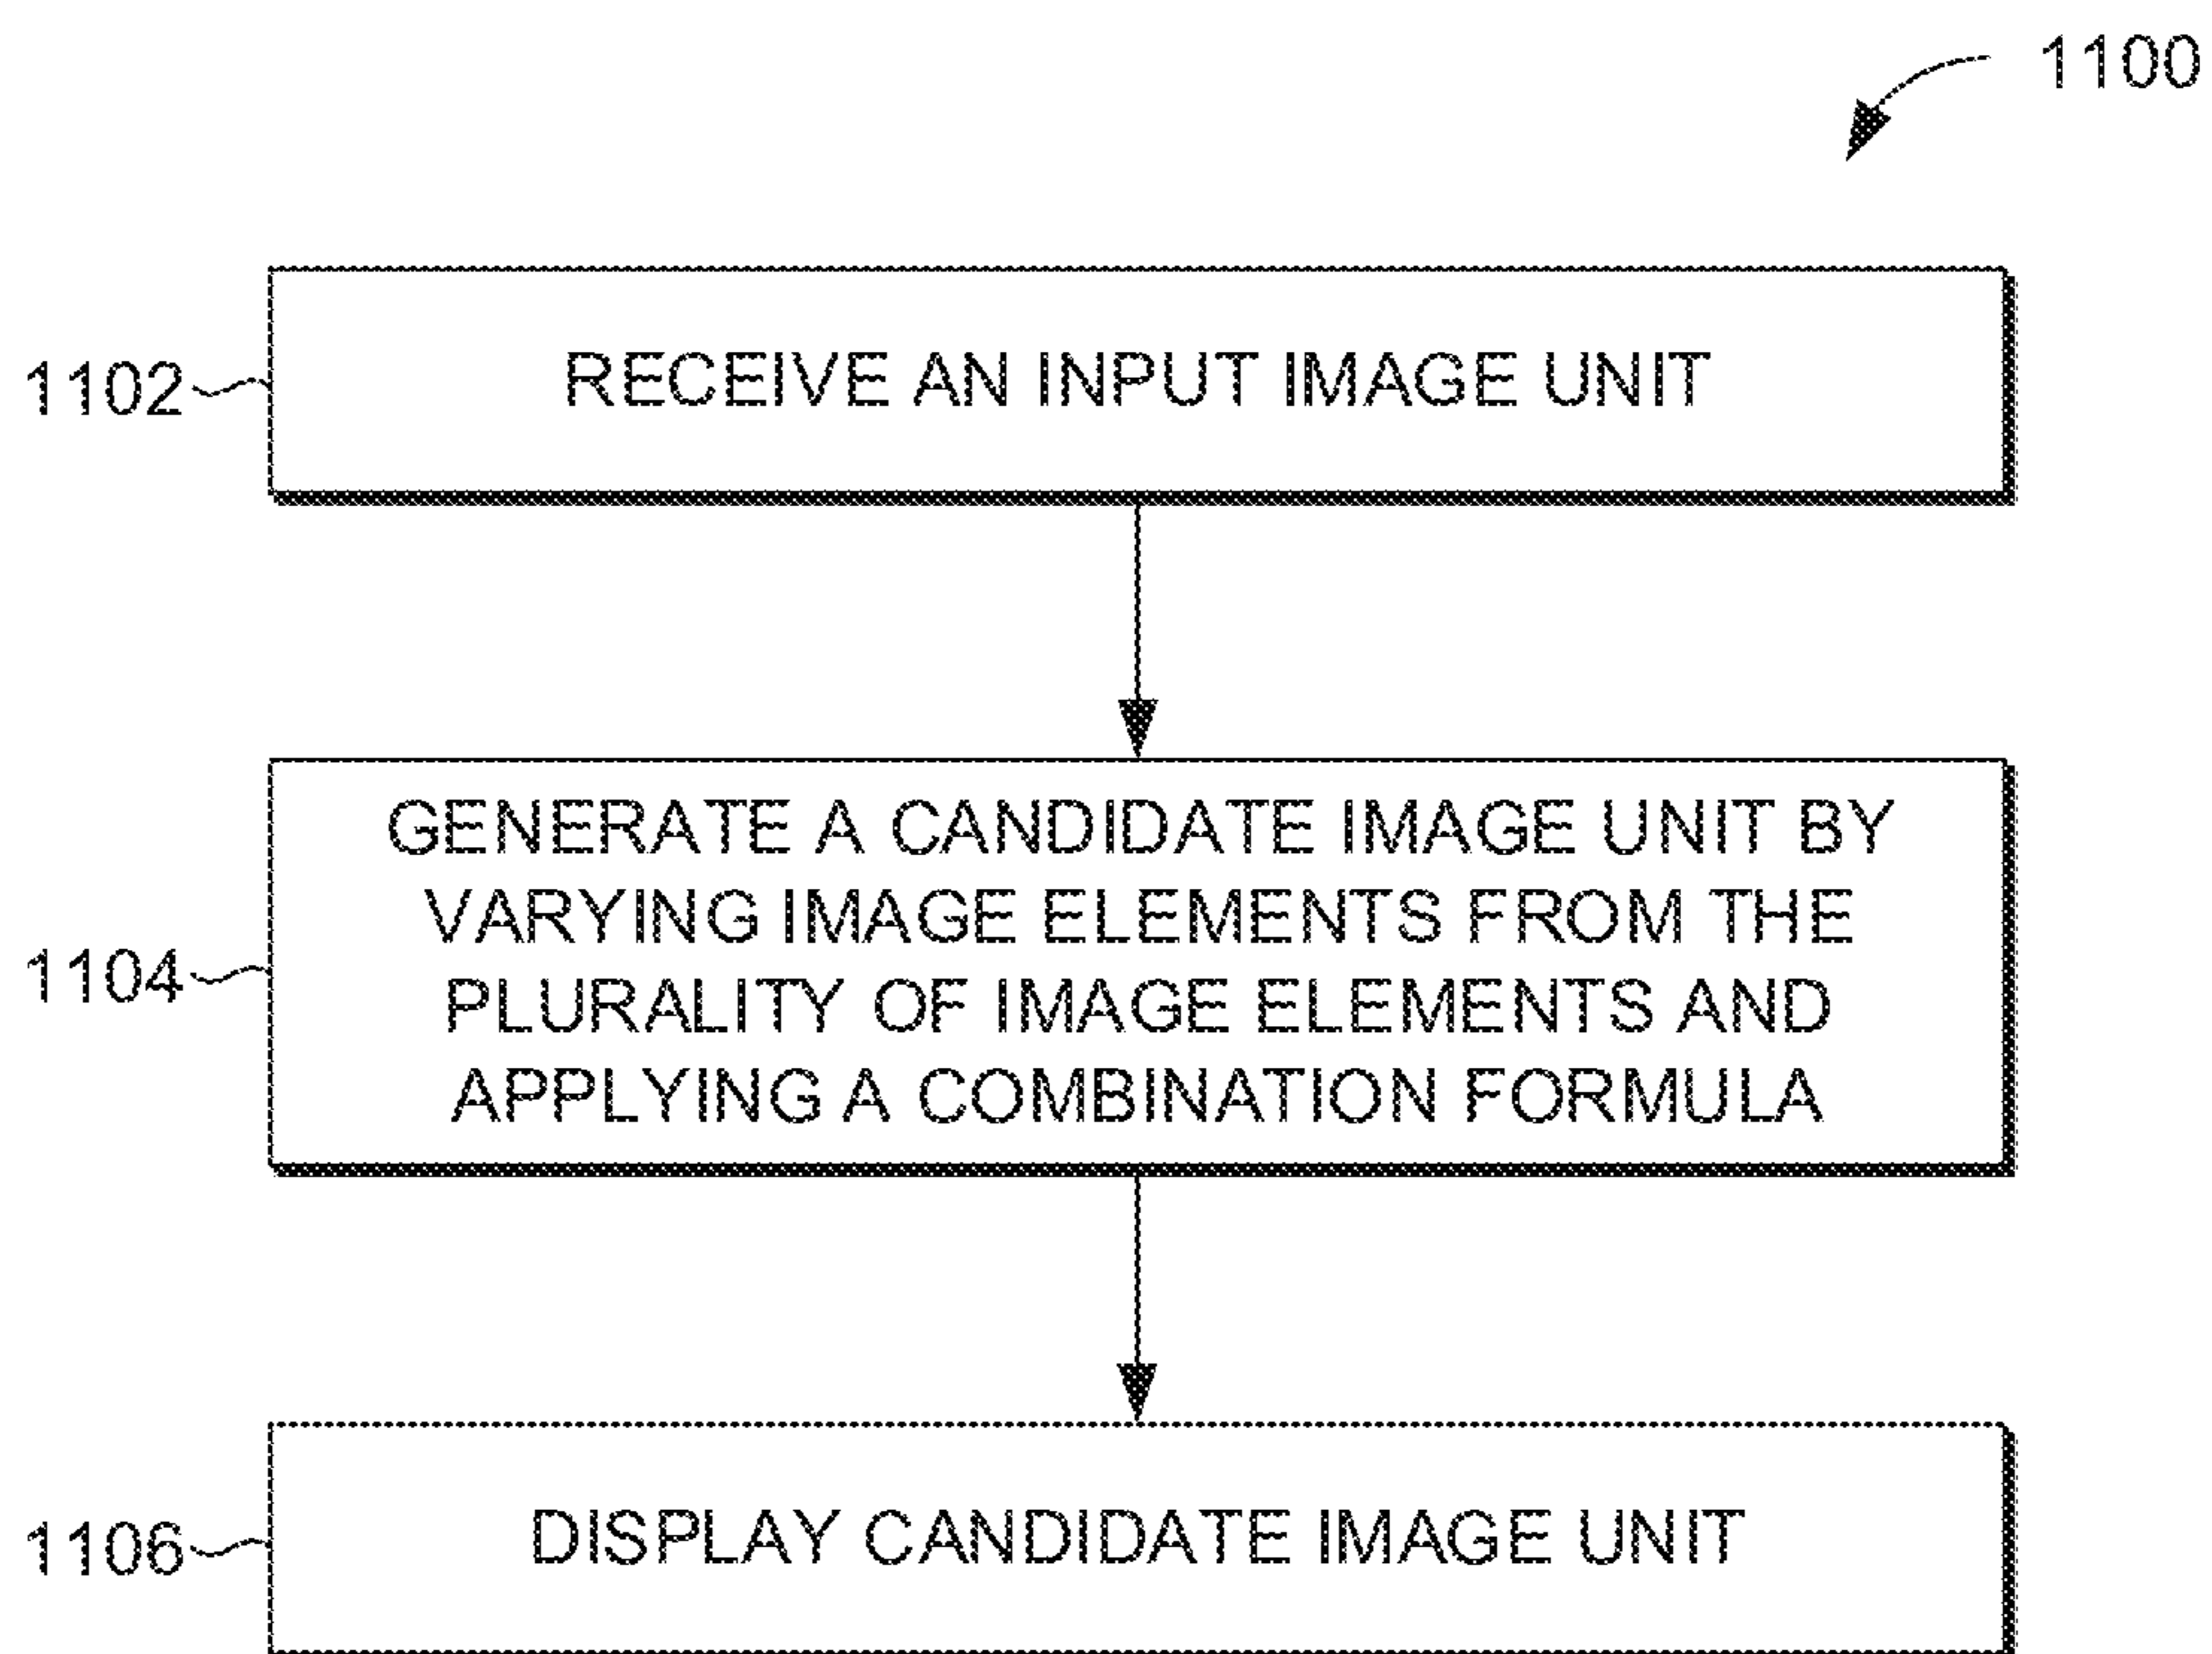 1100
1102
RECEIVE AN INPUT IMAGE UNIT
GENERATE A CANDIDATE IMAGE UNIT BY
VARYING IMAGE ELEMENTS FROM THE
1104
PLURALITY OF IMAGE ELEMENTS AND
APPLYING A COMBINATION FORMULA
1106
DISPLAY CANDIDATE IMAGE UNIT